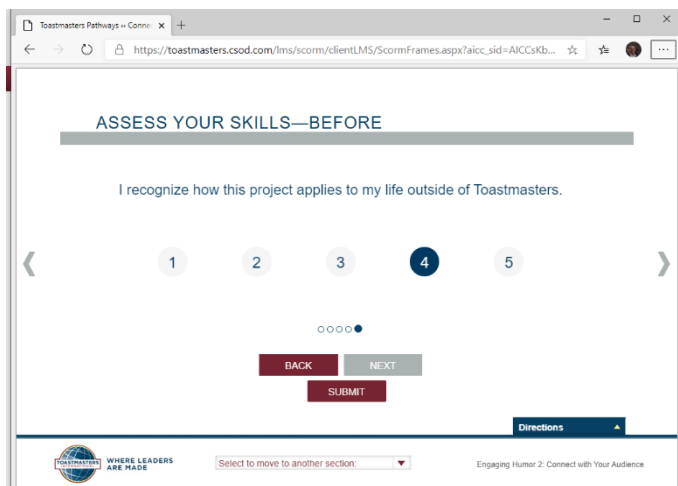 Toastmasters Pathways » Connec
https://toastmasters.csod.com/lms/scorm/clientLMS/ScormFrames.aspx?aicc_sid=AICCsKb...
ASSESS YOUR SKILLS—BEFORE
I recognize how this project applies to my life outside of Toastmasters.
1 2 3 4 5
BACK NEXT
SUBMIT
Directions
TOASTMASTERS
INTERNATIONAL
WHERE LEADERS
ARE MADE
Select to move to another section:
Engaging Humor 2: Connect with Your Audience